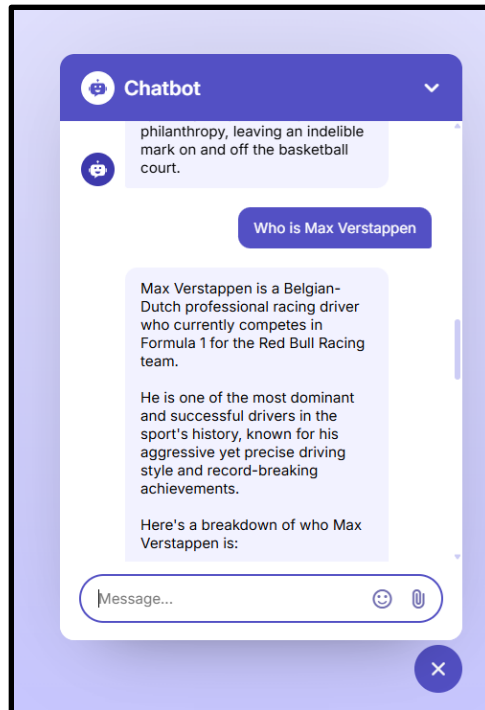 Chatbot
philanthropy, leaving an indelible
mark on and off the basketball
court.
Who is Max Verstappen
Max Verstappen is a Belgian-
Dutch professional racing driver
who currently competes in
Formula 1 for the Red Bull Racing
team.
He is one of the most dominant
and successful drivers in the
sport's history, known for his
aggressive yet precise driving
style and record-breaking
achievements.
Here's a breakdown of who Max
Verstappen is:
Message...